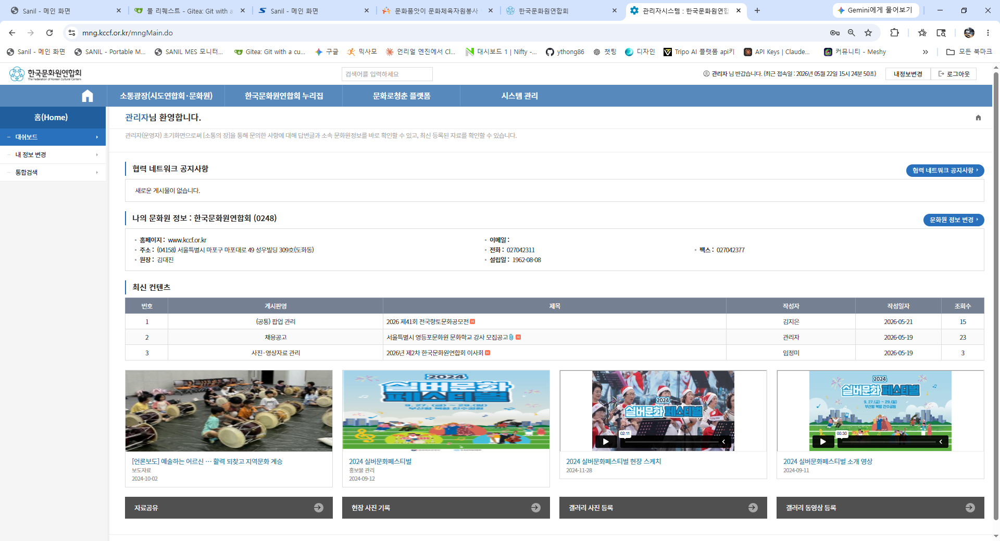 Sanil - 메인 화면
풀 리퀘스트 - Gitea: Git with a
Sanil - 메인 화면
문화품앗이 문화체육자원봉사
한국문화원연합회
관리자시스템 : 한국문화원연합
Gemini에게 물어보기
mng.kccf.or.kr/mngMain.do
Sanil - 메인 화면
SANIL - Portable M...
SANIL MES 모니터...
Gitea: Git with a cu...
구글
믹사모
언리얼 엔진에서 Cl...
대시보드 1 | Nifty -...
ythong86
챗팅
디자인
Tripo AI 플랫폼 api키
API Keys | Claude...
커뮤니티 - Meshy
모든 북마크
한국문화원연합회
The Federation of Korean Cultural Centers
검색어를 입력하세요
관리자 님 반갑습니다. (최근 접속일 : 2026년 05월 22일 15시 24분 50초)
내정보변경
로그아웃
소통광장(시도연합회·문화원)
한국문화원연합회 누리집
문화로청춘 플랫폼
시스템 관리
홈(Home)
대쉬보드
내 정보 변경
통합검색
관리자님 환영합니다.
관리자(운영자) 초기화면으로써 [소통의 장]을 통해 문의한 사항에 대해 답변글과 소속 문화원정보를 바로 확인할 수 있고, 최신 등록된 자료를 확인할 수 있습니다.
협력 네트워크 공지사항
협력 네트워크 공지사항
새로운 게시물이 없습니다.
나의 문화원 정보 : 한국문화원연합회 (0248)
문화원 정보 변경
홈페이지 : www.kccf.or.kr
이메일 :
주소 : (04158) 서울특별시 마포구 마포대로 49 성우빌딩 309호(도화동)
전화 : 027042311
팩스 : 027042377
원장 : 김대진
설립일 : 1962-08-08
최신 컨텐츠
번호 게시판명 제목 작성자 작성일자 조회수
1 (공통) 팝업 관리 2026 제41회 전국향토문화공모전 N 김지은 2026-05-21 15
2 채용공고 서울특별시 영등포문화원 문화학교 강사 모집공고 N 관리자 2026-05-19 23
3 사진·영상자료 관리 2026년 제2차 한국문화원연합회 이사회 N 임정미 2026-05-19 3
2024
실버문화
페스티벌
9. 27.(금) ~ 29.(일)
부산항 북항 친수공원
2024
실버문화 페스티벌
02:11
2024
실버문화 페스티벌
9. 27.(금) ~ 29.(일)
부산항 북항 친수공원
00:30
[언론보도] 예술하는 어르신 … 활력 되찾고 지역문화 계승
보도자료
2024-10-02
2024 실버문화페스티벌
홍보물 관리
2024-09-12
2024 실버문화페스티벌 현장 스케치
2024-11-28
2024 실버문화페스티벌 소개 영상
2024-09-11
자료공유
현장 사진 기록
갤러리 사진 등록
갤러리 동영상 등록